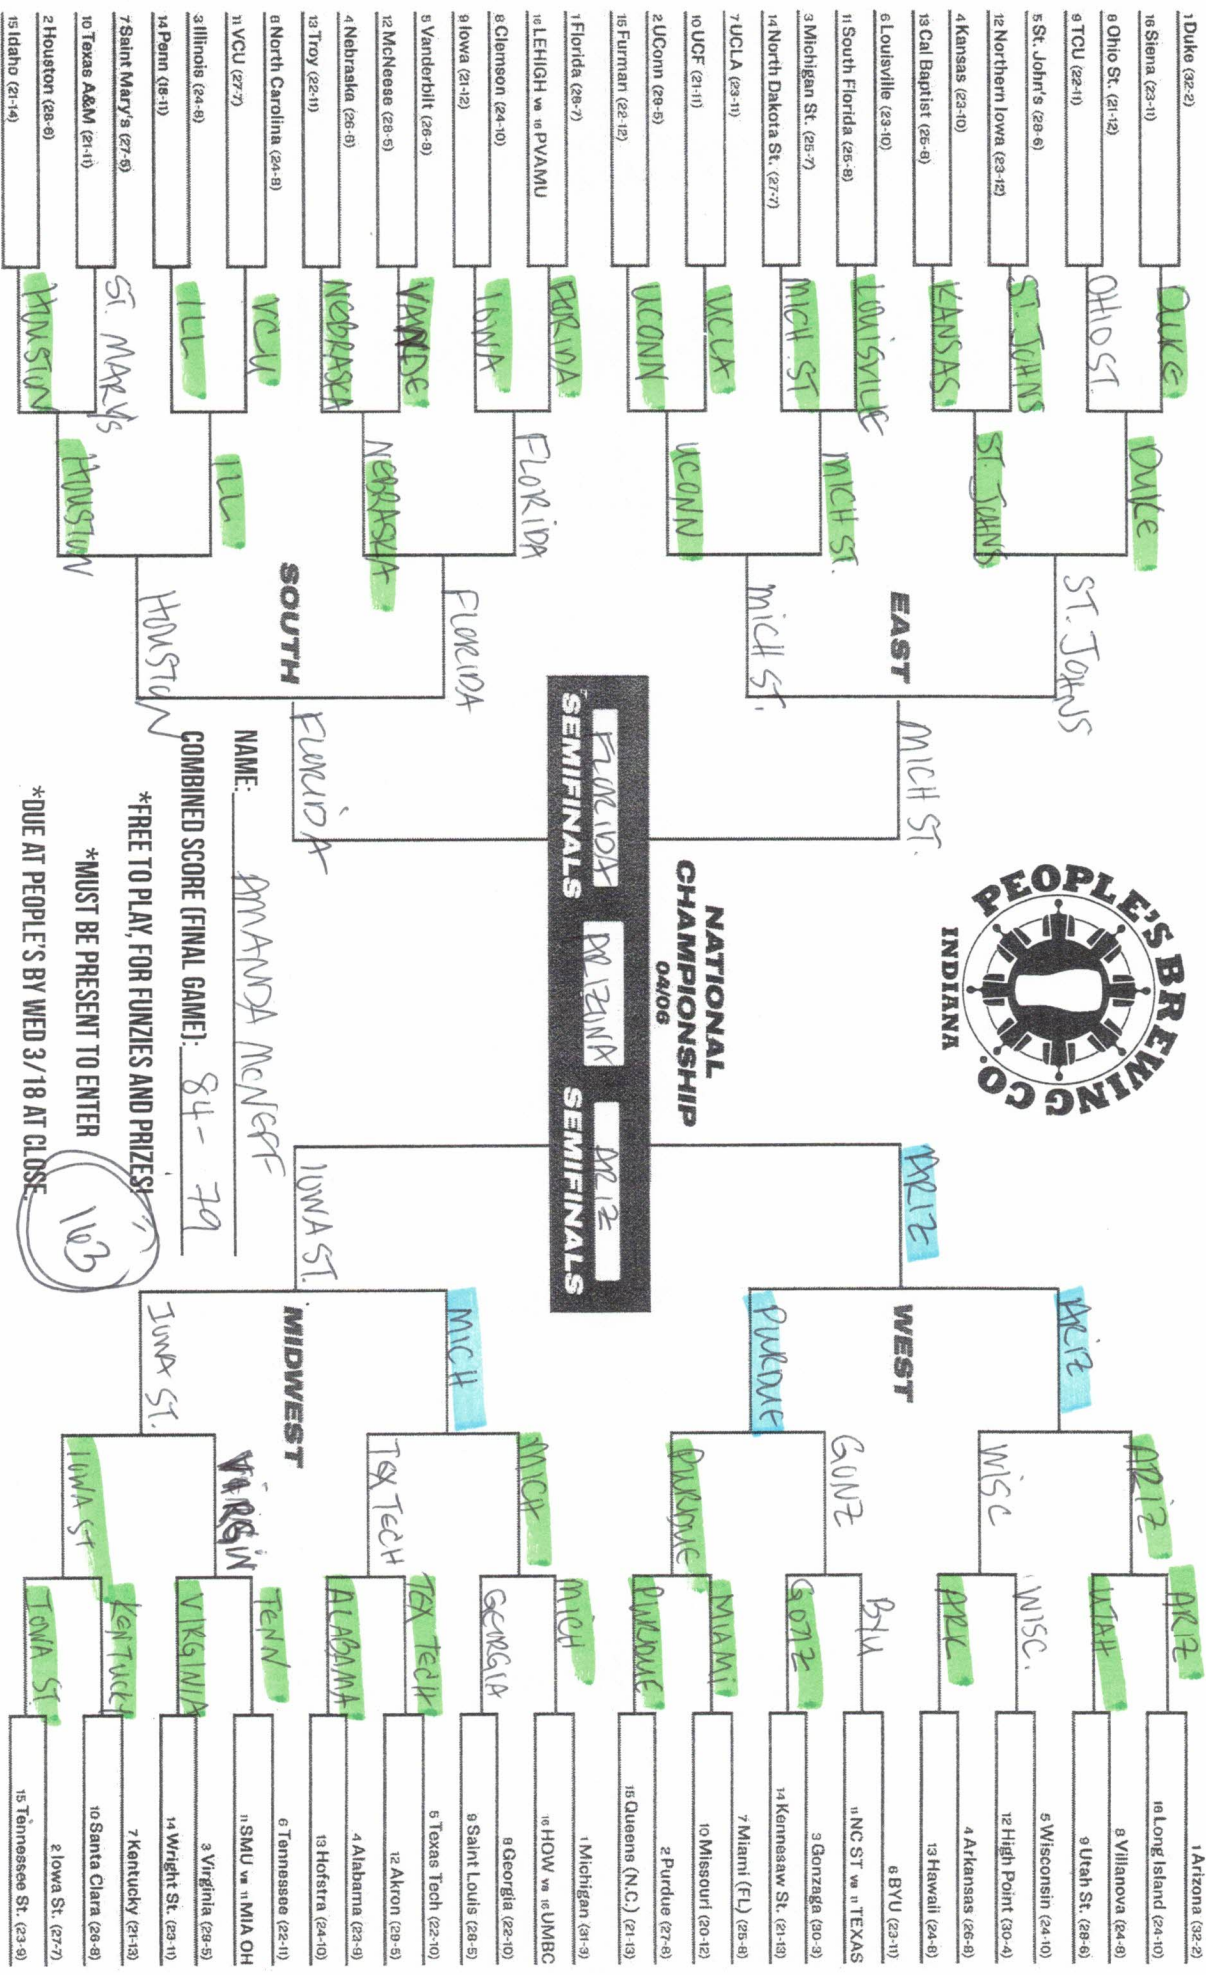 1 Duke (32-2)
16 Siena (23-11)
8 Ohio St. (21-12)
9 TCU (22-11)
5 St. John's (28-6)
12 Northern Iowa (23-12)
4 Kansas (23-10)
13 Cal Baptist (25-8)
6 Louisville (23-10)
11 South Florida (25-8)
3 Michigan St. (25-7)
14 North Dakota St. (27-7)
7 UCLA (23-11)
10 UCF (21-11)
2 UConn (29-5)
15 Furman (22-12)
1 Florida (26-7)
16 LEHIGH vs 16 PVAMU
8 Clemson (24-10)
9 Iowa (21-12)
5 Vanderbilt (26-8)
12 McNeese (28-5)
4 Nebraska (26-6)
13 Troy (22-11)
6 North Carolina (24-8)
11 VCU (27-7)
3 Illinois (24-8)
14 Penn (18-11)
7 Saint Mary's (27-5)
10 Texas A&M (21-11)
2 Houston (28-6)
15 Idaho (21-14)
DUKE
OHIO ST.
ST. JOHNS
KANSAS
LOUISVILLE
MICH ST
UCLA
UCONN
FLORIDA
IOWA
VANDE
NEBRASKA
VCU
ILL
ST. MARYS
HOUSTON
DUKE
ST. JOHNS
MICH ST.
UCONN
FLORIDA
NEBRASKA
ILL
HOUSTON
EAST
SOUTH
ST. JOHNS
MICH ST.
FLORIDA
HOUSTON
MICH ST.
FLORIDA
PEOPLE'S BREWING CO.
INDIANA
NATIONAL
CHAMPIONSHIP
04/06
FLORIDA
SEMIFINALS
ARIZONA
ARIZ
SEMIFINALS
NAME: AMANDA MCNEFF
COMBINED SCORE (FINAL GAME): 84 - 79
*FREE TO PLAY, FOR FUNZIES AND PRIZES!
*MUST BE PRESENT TO ENTER
*DUE AT PEOPLE'S BY WED 3/18 AT CLOSE
163
ARIZ
IOWA ST.
WEST
MIDWEST
ARIZ
PURDUE
MICH
IOWA ST.
ARIZ
WISC
GONZ
PURDUE
MICH
TEX TECH
VIRGIN
IOWA ST
ARIZ
UTAH
WISC.
ARK
BYU
GONZ
MIAMI
PURDUE
MICH
GEORGIA
TEX TECH
ALABAMA
TENN
VIRGINIA
KENTUCKY
IOWA ST
1 Arizona (32-2)
16 Long Island (24-10)
8 Villanova (24-8)
9 Utah St. (28-6)
5 Wisconsin (24-10)
12 High Point (30-4)
4 Arkansas (26-8)
13 Hawaii (24-8)
6 BYU (23-11)
11 NC ST vs 11 TEXAS
3 Gonzaga (30-3)
14 Kennesaw St. (21-13)
7 Miami (FL) (25-8)
10 Missouri (20-12)
2 Purdue (27-8)
15 Queens (N.C.) (21-13)
1 Michigan (31-3)
16 HOW vs 16 UMBC
8 Georgia (22-10)
9 Saint Louis (28-5)
5 Texas Tech (22-10)
12 Akron (29-5)
4 Alabama (23-9)
13 Hofstra (24-10)
6 Tennessee (22-11)
11 SMU vs 11 MIA OH
3 Virginia (29-5)
14 Wright St. (23-11)
7 Kentucky (21-13)
10 Santa Clara (26-8)
2 Iowa St. (27-7)
15 Tennessee St. (23-9)